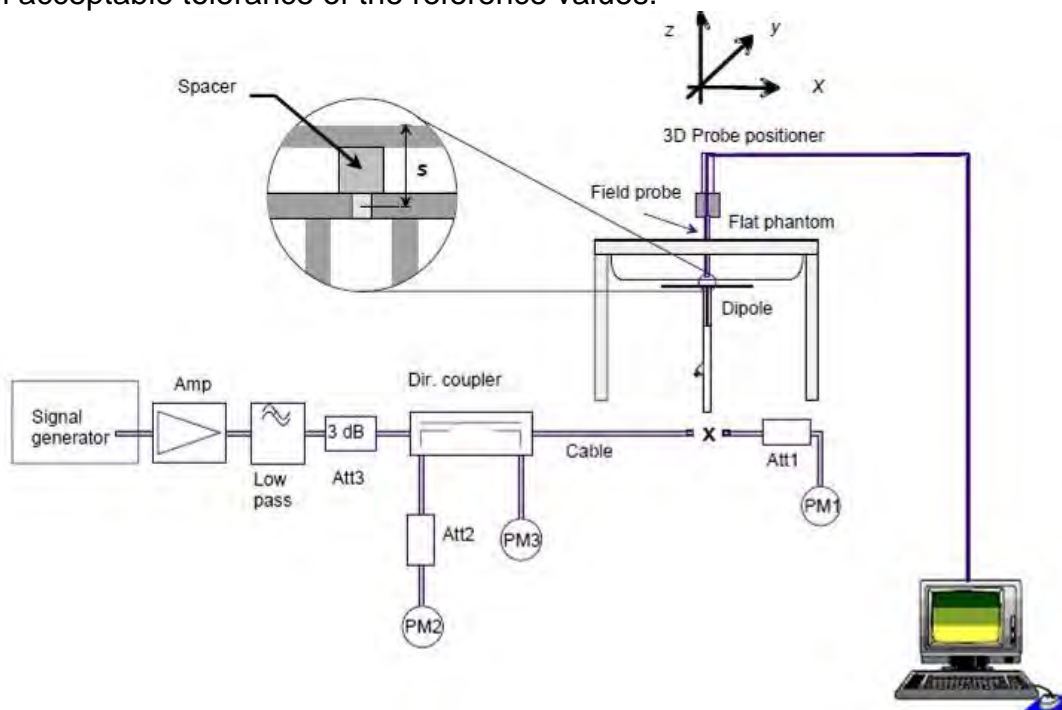 n acceptable tolerance of the reference values.
z
y
X
Spacer
s
3D Probe positioner
Field probe
Flat phantom
Dipole
Signal
generator
Amp
Low
pass
3 dB
Att3
Dir. coupler
Cable
x
Att1
PM1
Att2
PM3
PM2